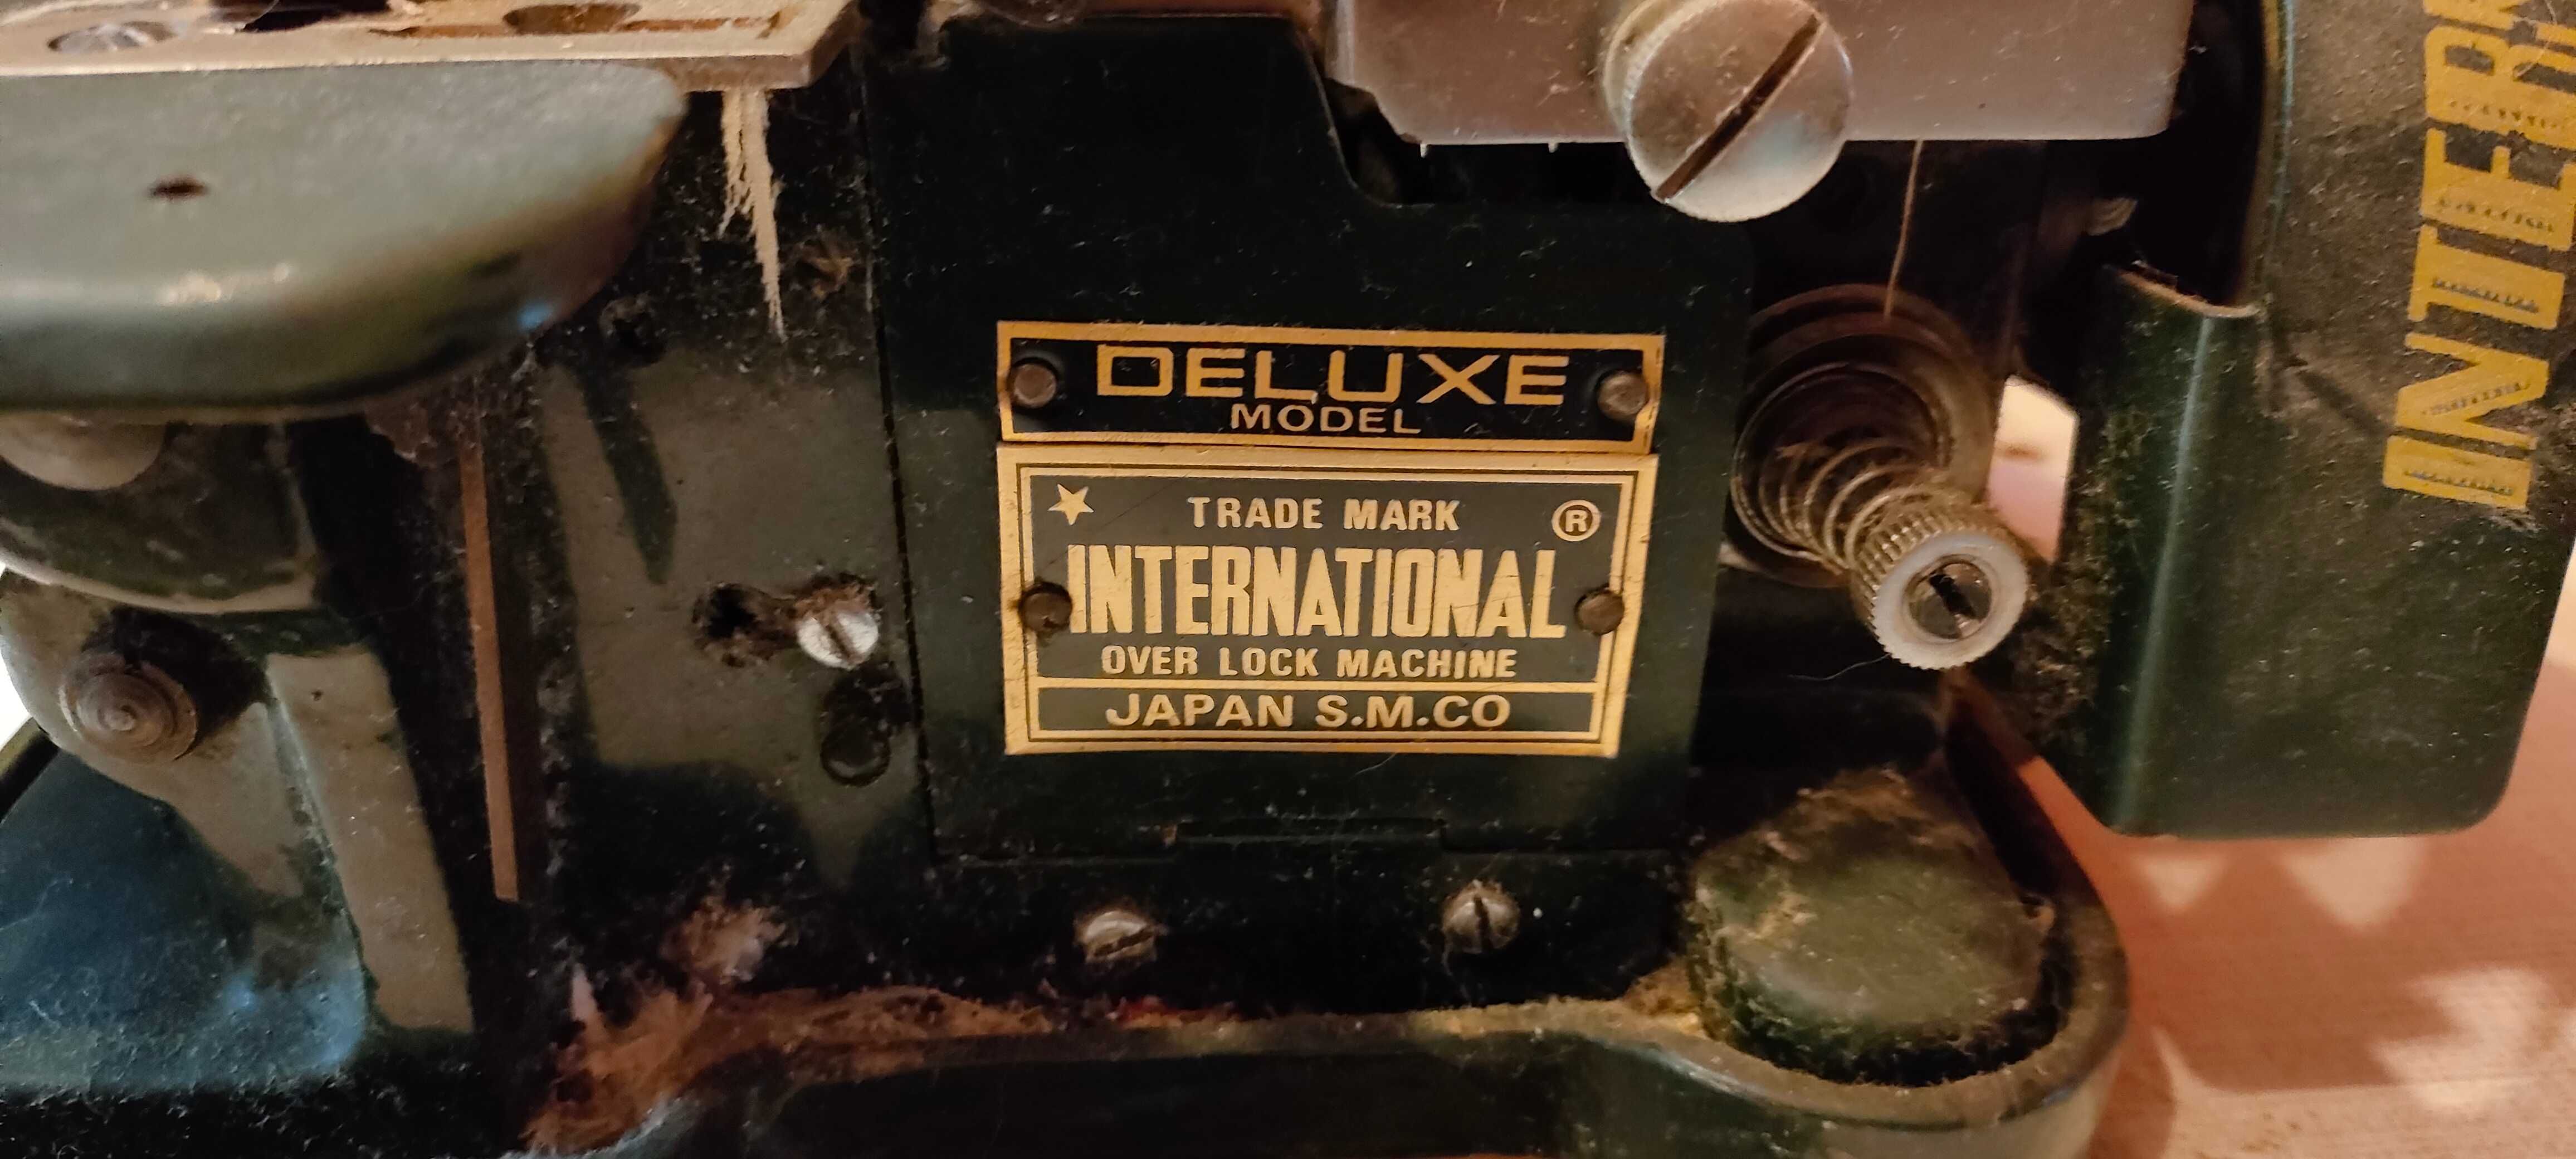 DELUXE
MODEL
TRADE MARK ®
INTERNATIONAL
OVER LOCK MACHINE
JAPAN S.M.CO